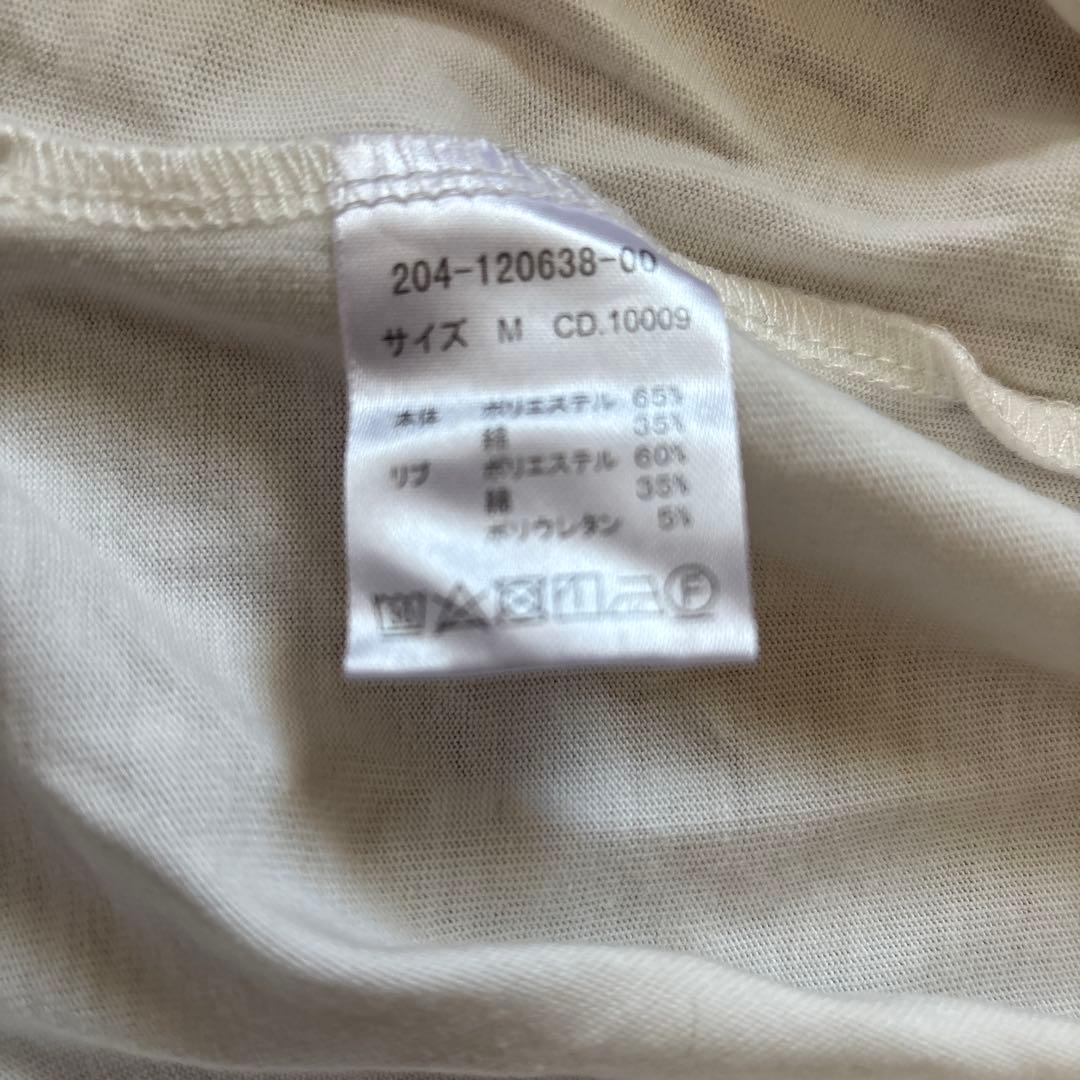 204-120638-00
サイズ M CD.10009
本体 ポリエステル 65%
綿 35%
リブ ポリエステル 60%
綿 35%
ポリウレタン 5%
F